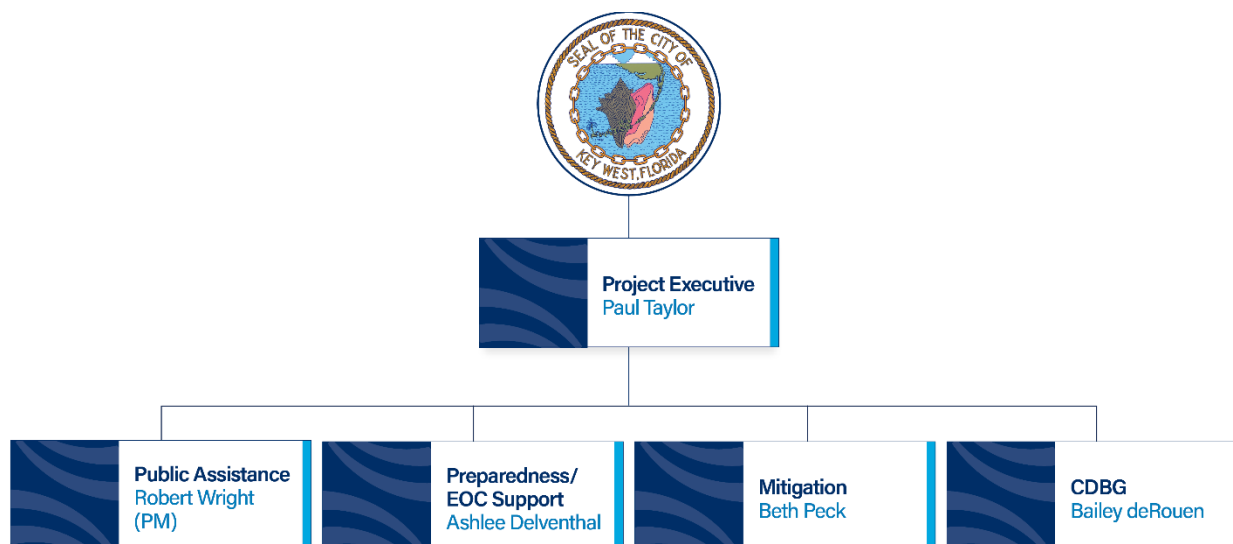 SEAL OF THE CITY OF
KEY WEST, FLORIDA
Project Executive
Paul Taylor
Public Assistance
Robert Wright
(PM)
Preparedness/
EOC Support
Ashlee Delventhal
Mitigation
Beth Peck
CDBG
Bailey deRouen